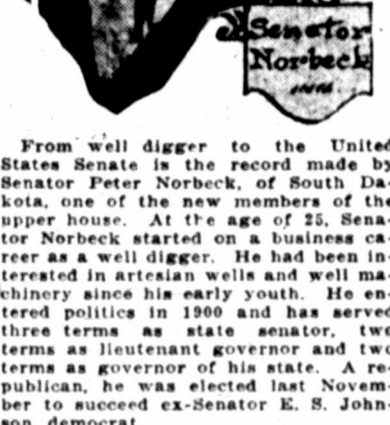 Senator
Norbeck
From well digger to the United
States Senate is the record made by
Senator Peter Norbeck, of South Da-
kota, one of the new members of the
upper house. At the age of 25, Sena-
tor Norbeck started on a business ca-
reer as a well digger. He had been in-
terested in artesian wells and well ma-
chinery since his early youth. He en-
tered politics in 1900 and has served
three terms as state senator, two
terms as lieutenant governor and two
terms as governor of his state. A re-
publican, he was elected last Novem-
ber to succeed ex-Senator E. S. John-
son, democrat.